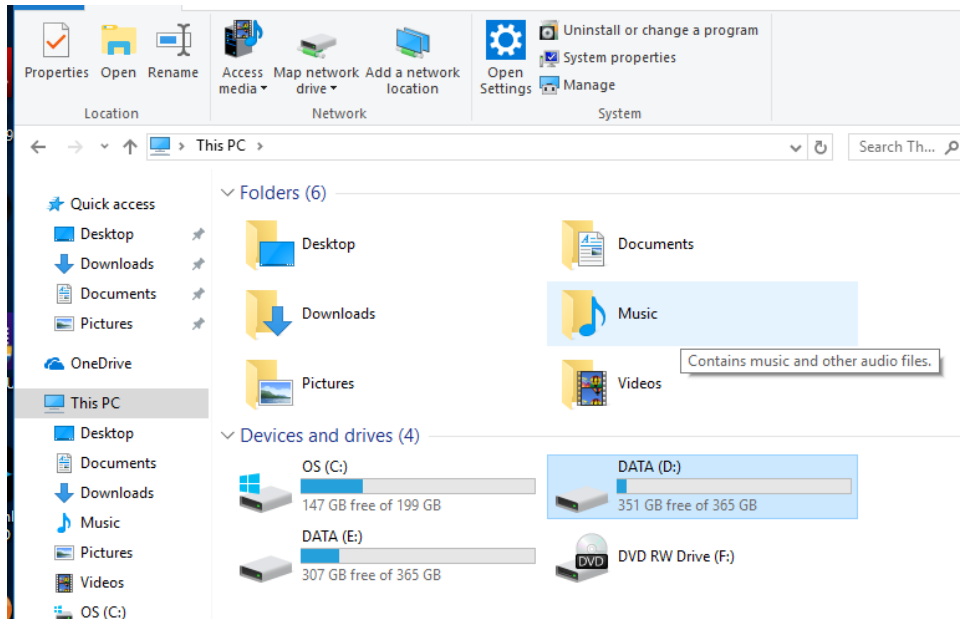 Properties Open Rename
Access media
Map network drive
Add a network location
Open Settings
Uninstall or change a program
System properties
Manage
Location
Network
System
This PC
Search Th...
Quick access
Desktop
Downloads
Documents
Pictures
OneDrive
This PC
Desktop
Documents
Downloads
Music
Pictures
Videos
OS (C:)
Folders (6)
Desktop
Documents
Downloads
Music
Contains music and other audio files.
Pictures
Videos
Devices and drives (4)
OS (C:)
147 GB free of 199 GB
DATA (D:)
351 GB free of 365 GB
DATA (E:)
307 GB free of 365 GB
DVD
DVD RW Drive (F:)